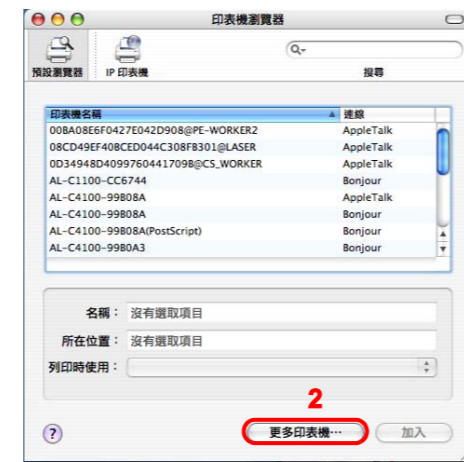 印表機瀏覽器
預設瀏覽器 IP 印表機 搜尋
印表機名稱 連線
00BA08E6F0427E042D908@PE-WORKER2 AppleTalk
08CD49EF40BCED044C308FB301@LASER AppleTalk
0D34948D4099760441709B@CS_WORKER AppleTalk
AL-C1100-CC6744 Bonjour
AL-C4100-99B08A AppleTalk
AL-C4100-99B08A Bonjour
AL-C4100-99B08A(PostScript) Bonjour
AL-C4100-99B0A3 Bonjour
名稱： 沒有選取項目
所在位置： 沒有選取項目
列印時使用：
2
? 更多印表機⋯ 加入